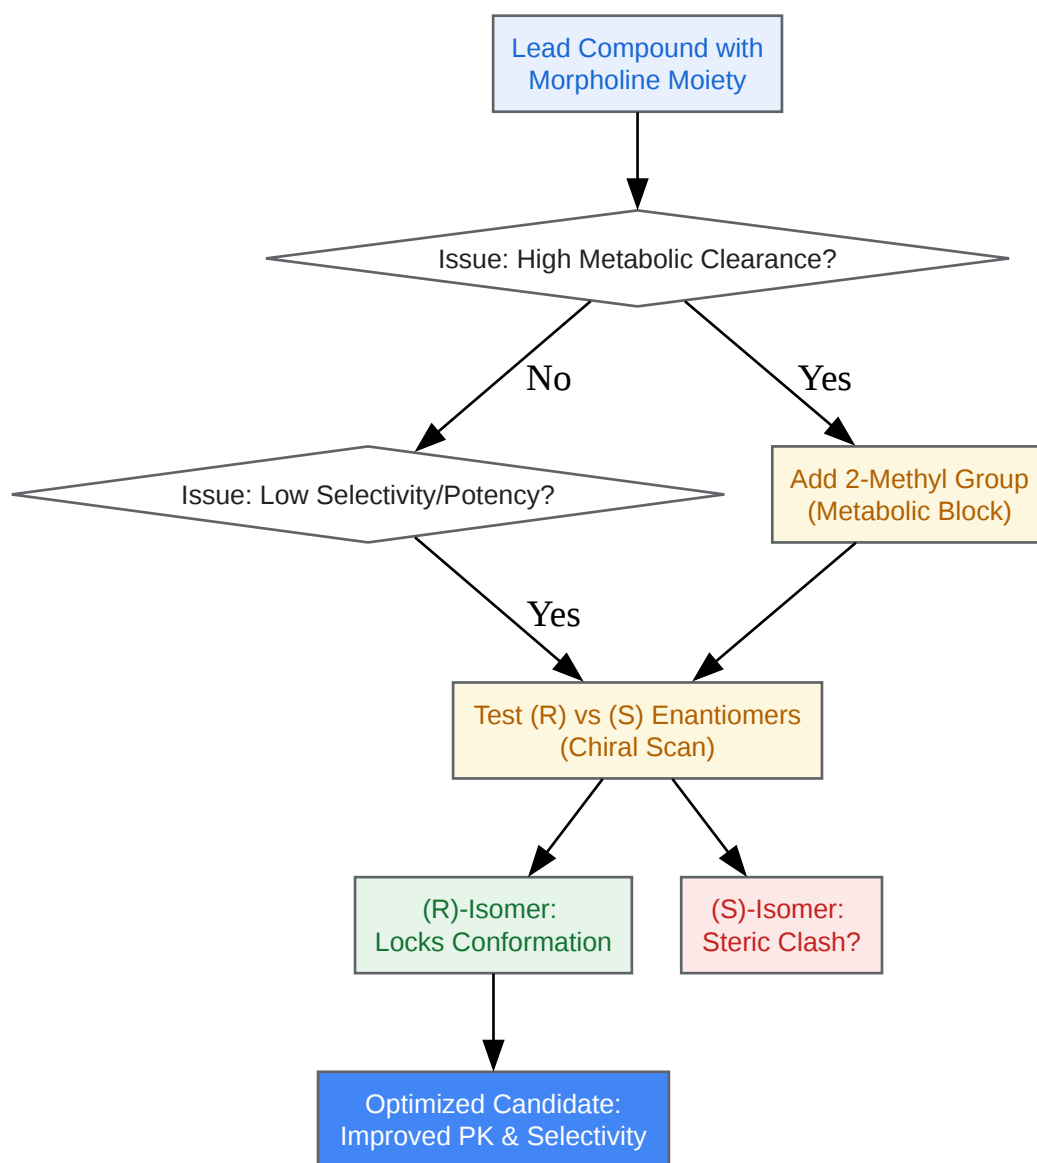 Lead Compound with
Morpholine Moiety
Issue: High Metabolic Clearance?
No
Yes
Issue: Low Selectivity/Potency?
Add 2-Methyl Group
(Metabolic Block)
Yes
Test (R) vs (S) Enantiomers
(Chiral Scan)
(R)-Isomer:
Locks Conformation
(S)-Isomer:
Steric Clash?
Optimized Candidate:
Improved PK & Selectivity